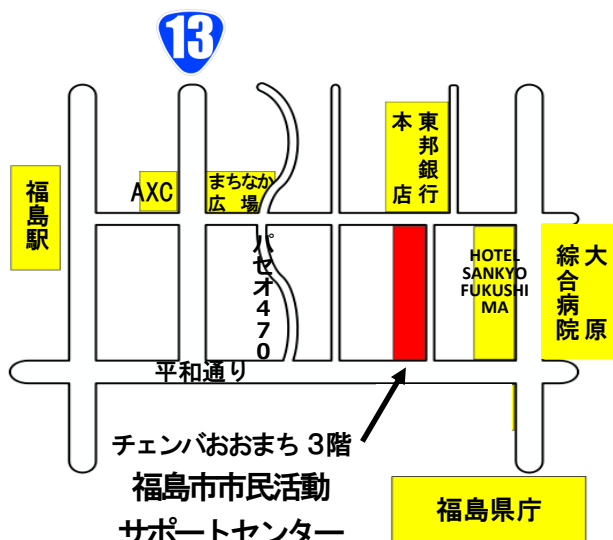 13
福島駅
AXC
まちなか
広場
パセオ470
東邦銀行
本店
HOTEL
SANKYO
FUKUSHI
MA
大原
綜合病院
平和通り
チェンバおおまち 3階
福島市市民活動
サポートセンター
福島県庁